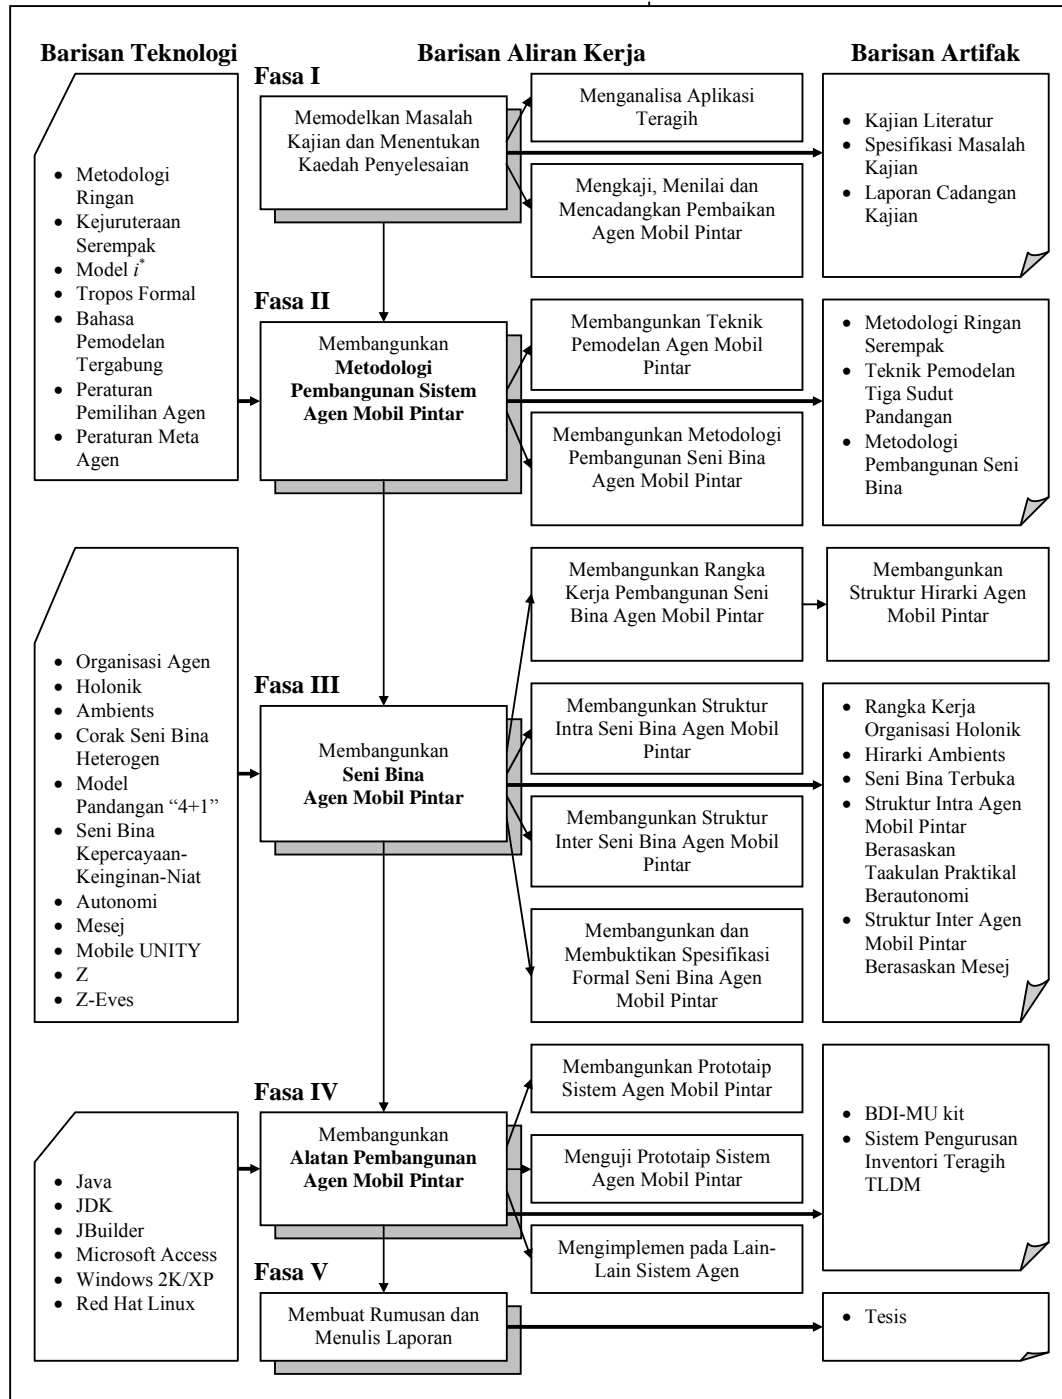 Barisan Teknologi
Barisan Aliran Kerja
Barisan Artifak
Fasa I
Memodelkan Masalah
Kajian dan Menentukan
Kaedah Penyelesaian
Menganalisa Aplikasi
Teragih
Mengkaji, Menilai dan
Mencadangkan Pembaikan
Agen Mobil Pintar
• Kajian Literatur
• Spesifikasi Masalah
Kajian
• Laporan Cadangan
Kajian
• Metodologi
Ringan
• Kejuruteraan
Serempak
• Model i*
• Tropos Formal
• Bahasa
Pemodelan
Tergabung
• Peraturan
Pemilihan Agen
• Peraturan Meta
Agen
Fasa II
Membangunkan
Metodologi
Pembangunan Sistem
Agen Mobil Pintar
Membangunkan Teknik
Pemodelan Agen Mobil
Pintar
Membangunkan Metodologi
Pembangunan Seni Bina
Agen Mobil Pintar
• Metodologi Ringan
Serempak
• Teknik Pemodelan
Tiga Sudut
Pandangan
• Metodologi
Pembangunan Seni
Bina
• Organisasi Agen
• Holonik
• Ambients
• Corak Seni Bina
Heterogen
• Model
Pandangan “4+1”
• Seni Bina
Kepercayaan-
Keinginan-Niat
• Autonomi
• Mesej
• Mobile UNITY
• Z
• Z-Eves
Fasa III
Membangunkan
Seni Bina
Agen Mobil Pintar
Membangunkan Rangka
Kerja Pembangunan Seni
Bina Agen Mobil Pintar
Membangunkan
Struktur Hirarki Agen
Mobil Pintar
Membangunkan Struktur
Intra Seni Bina Agen Mobil
Pintar
Membangunkan Struktur
Inter Seni Bina Agen Mobil
Pintar
Membangunkan dan
Membuktikan Spesifikasi
Formal Seni Bina Agen
Mobil Pintar
• Rangka Kerja
Organisasi Holonik
• Hirarki Ambients
• Seni Bina Terbuka
• Struktur Intra Agen
Mobil Pintar
Berasaskan
Taakulan Praktikal
Berautonomi
• Struktur Inter Agen
Mobil Pintar
Berasaskan Mesej
• Java
• JDK
• JBuilder
• Microsoft Access
• Windows 2K/XP
• Red Hat Linux
Fasa IV
Membangunkan
Alatan Pembangunan
Agen Mobil Pintar
Membangunkan Prototaip
Sistem Agen Mobil Pintar
Menguji Prototaip Sistem
Agen Mobil Pintar
Mengimplemen pada Lain-
Lain Sistem Agen
• BDI-MU kit
• Sistem Pengurusan
Inventori Teragih
TLDM
Fasa V
Membuat Rumusan dan
Menulis Laporan
• Tesis